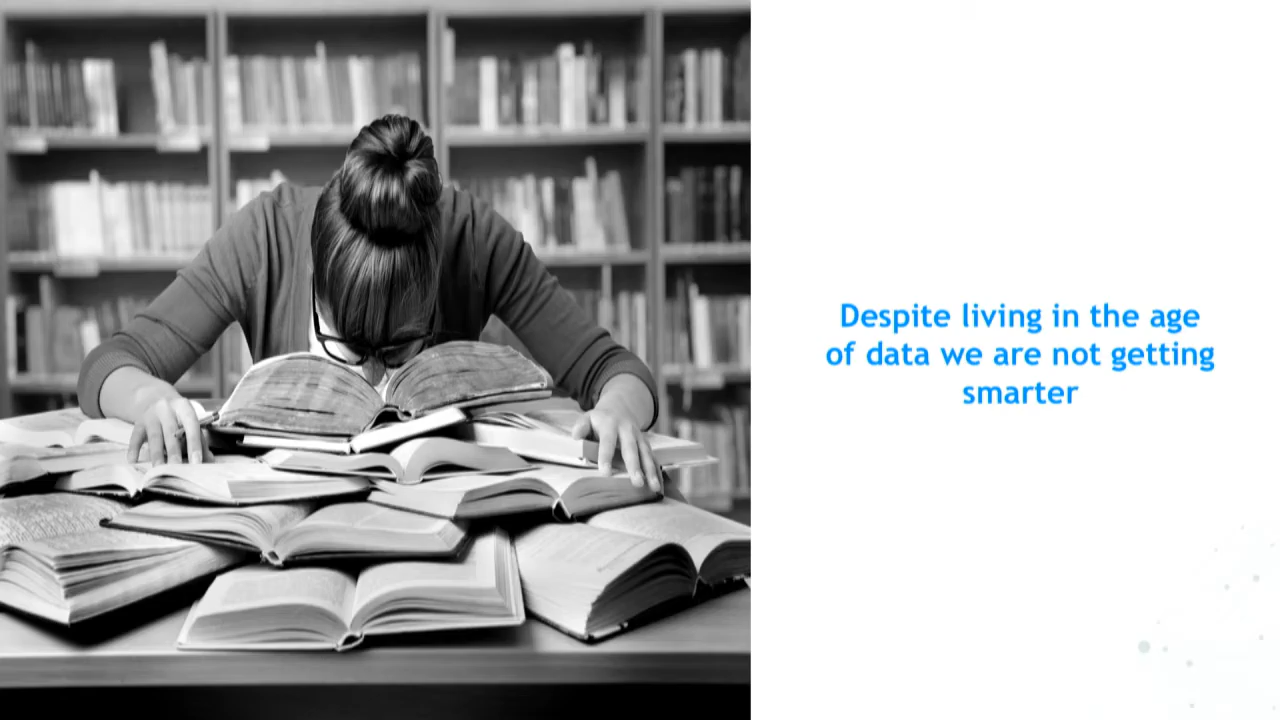 Despite living in the age
of data we are not getting
smarter